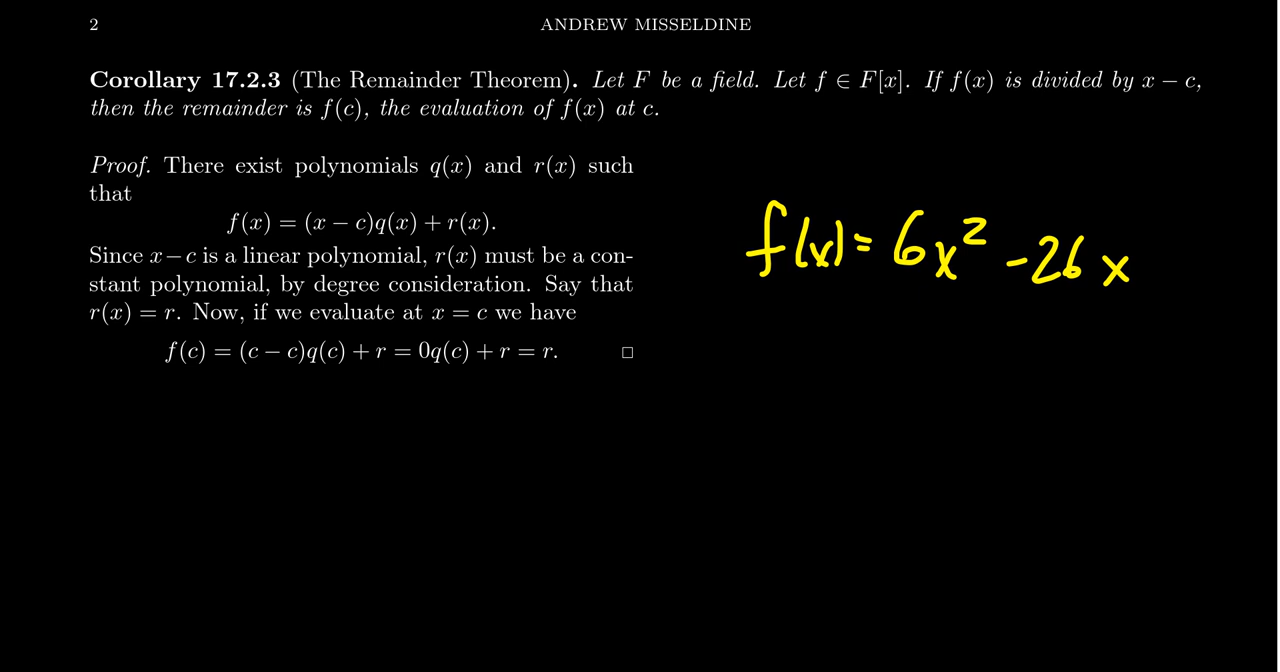 2 ANDREW MISSELDINE
Corollary 17.2.3 (The Remainder Theorem). Let F be a field. Let f ∈ F[x]. If f(x) is divided by x − c,
then the remainder is f(c), the evaluation of f(x) at c.
Proof. There exist polynomials q(x) and r(x) such
that
f(x) = (x − c)q(x) + r(x).
Since x−c is a linear polynomial, r(x) must be a con-
stant polynomial, by degree consideration. Say that
r(x) = r. Now, if we evaluate at x = c we have
f(c) = (c − c)q(c) + r = 0q(c) + r = r. □
f(x) = 6x² -26x